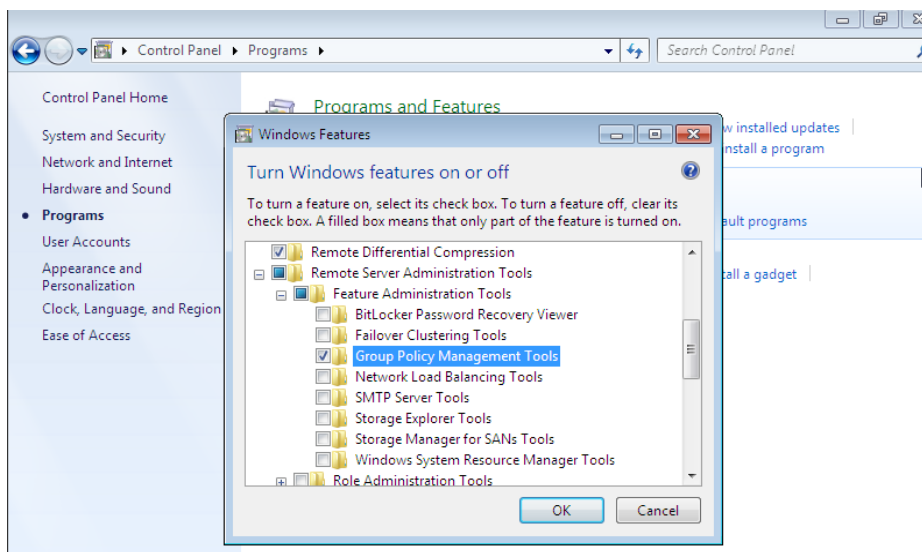 Control Panel ▸ Programs ▸
Search Control Panel
Control Panel Home
System and Security
Network and Internet
Hardware and Sound
Programs
User Accounts
Appearance and
Personalization
Clock, Language, and Region
Ease of Access
Programs and Features
installed updates
a program
programs
a gadget
Windows Features
Turn Windows features on or off
To turn a feature on, select its check box. To turn a feature off, clear its
check box. A filled box means that only part of the feature is turned on.
Remote Differential Compression
Remote Server Administration Tools
Feature Administration Tools
BitLocker Password Recovery Viewer
Failover Clustering Tools
Group Policy Management Tools
Network Load Balancing Tools
SMTP Server Tools
Storage Explorer Tools
Storage Manager for SANs Tools
Windows System Resource Manager Tools
Role Administration Tools
OK
Cancel